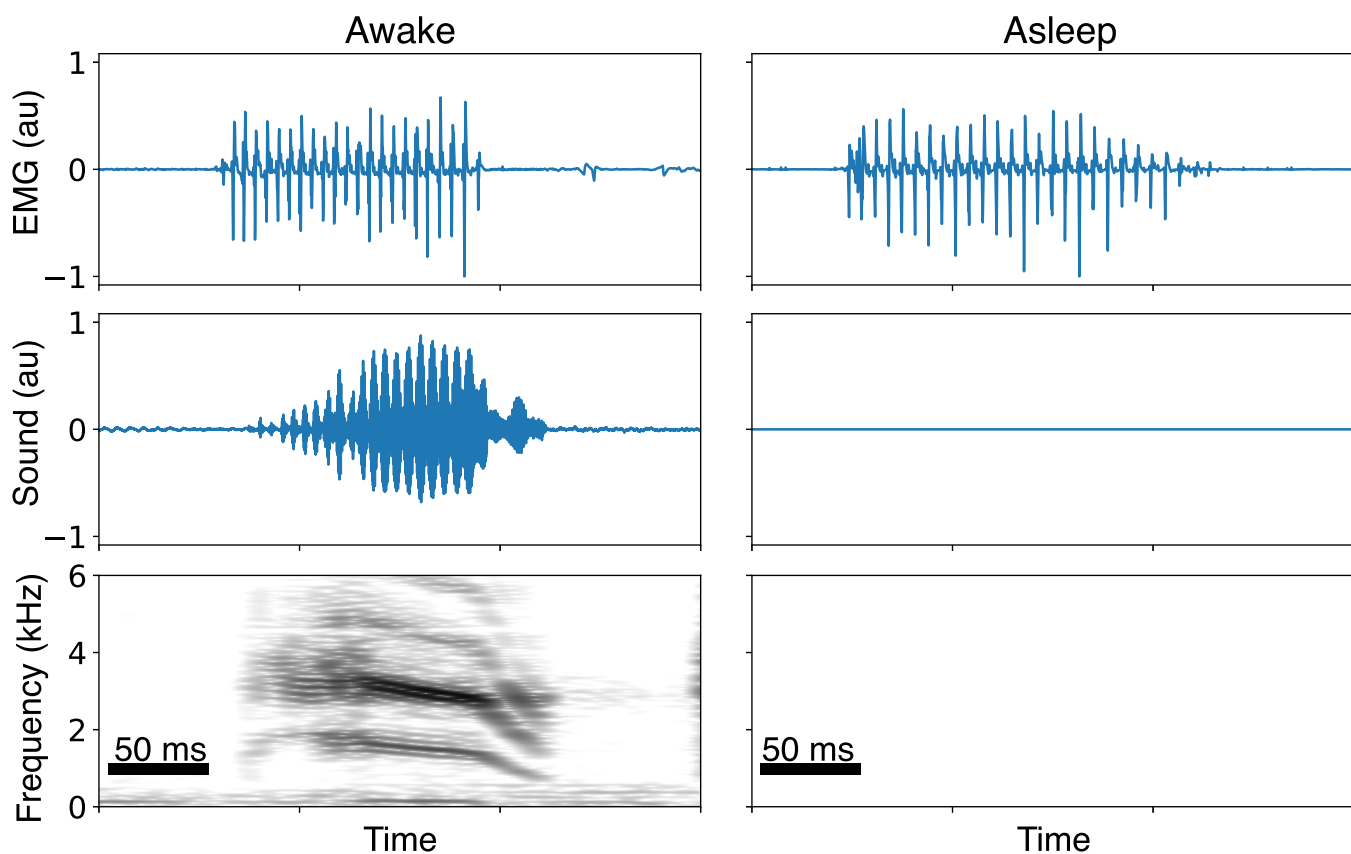 Awake
Asleep
EMG (au)
1
0
−1
Sound (au)
1
0
−1
Frequency (kHz)
6
4
2
0
50 ms
50 ms
Time
Time